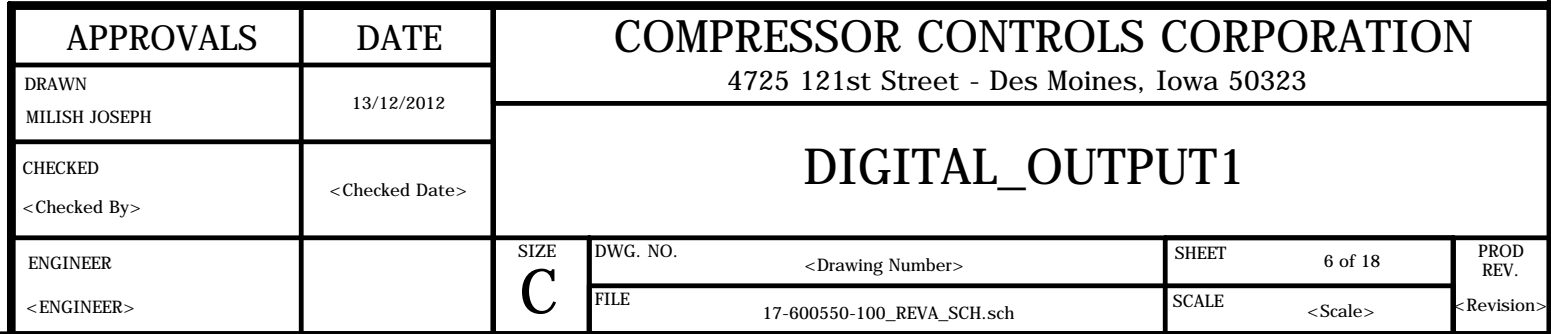 APPROVALS
DATE
COMPRESSOR CONTROLS CORPORATION
4725 121st Street - Des Moines, Iowa 50323
DRAWN
MILISH JOSEPH
13/12/2012
DIGITAL_OUTPUT1
CHECKED
<Checked By>
<Checked Date>
ENGINEER
<ENGINEER>
SIZE
C
DWG. NO.
<Drawing Number>
SHEET
6 of 18
PROD
REV.
<Revision>
FILE
17-600550-100_REVA_SCH.sch
SCALE
<Scale>